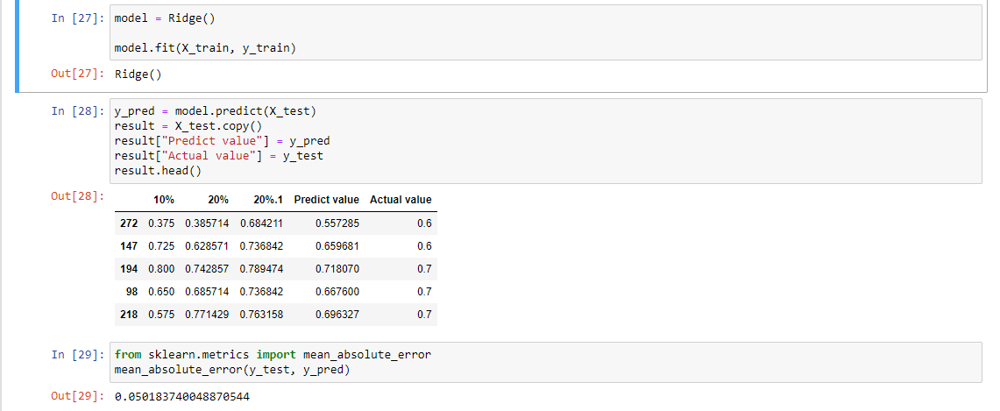 In [27]: model = Ridge()
model.fit(X_train, y_train)
Out[27]: Ridge()
In [28]: y_pred = model.predict(X_test)
result = X_test.copy()
result["Predict value"] = y_pred
result["Actual value"] = y_test
result.head()
Out[28]:
10% 20% 20%.1 Predict value Actual value
272 0.375 0.385714 0.684211 0.557285 0.6
147 0.725 0.628571 0.736842 0.659681 0.6
194 0.800 0.742857 0.789474 0.718070 0.7
98 0.650 0.685714 0.736842 0.667600 0.7
218 0.575 0.771429 0.763158 0.696327 0.7
In [29]: from sklearn.metrics import mean_absolute_error
mean_absolute_error(y_test, y_pred)
Out[29]: 0.050183740048870544